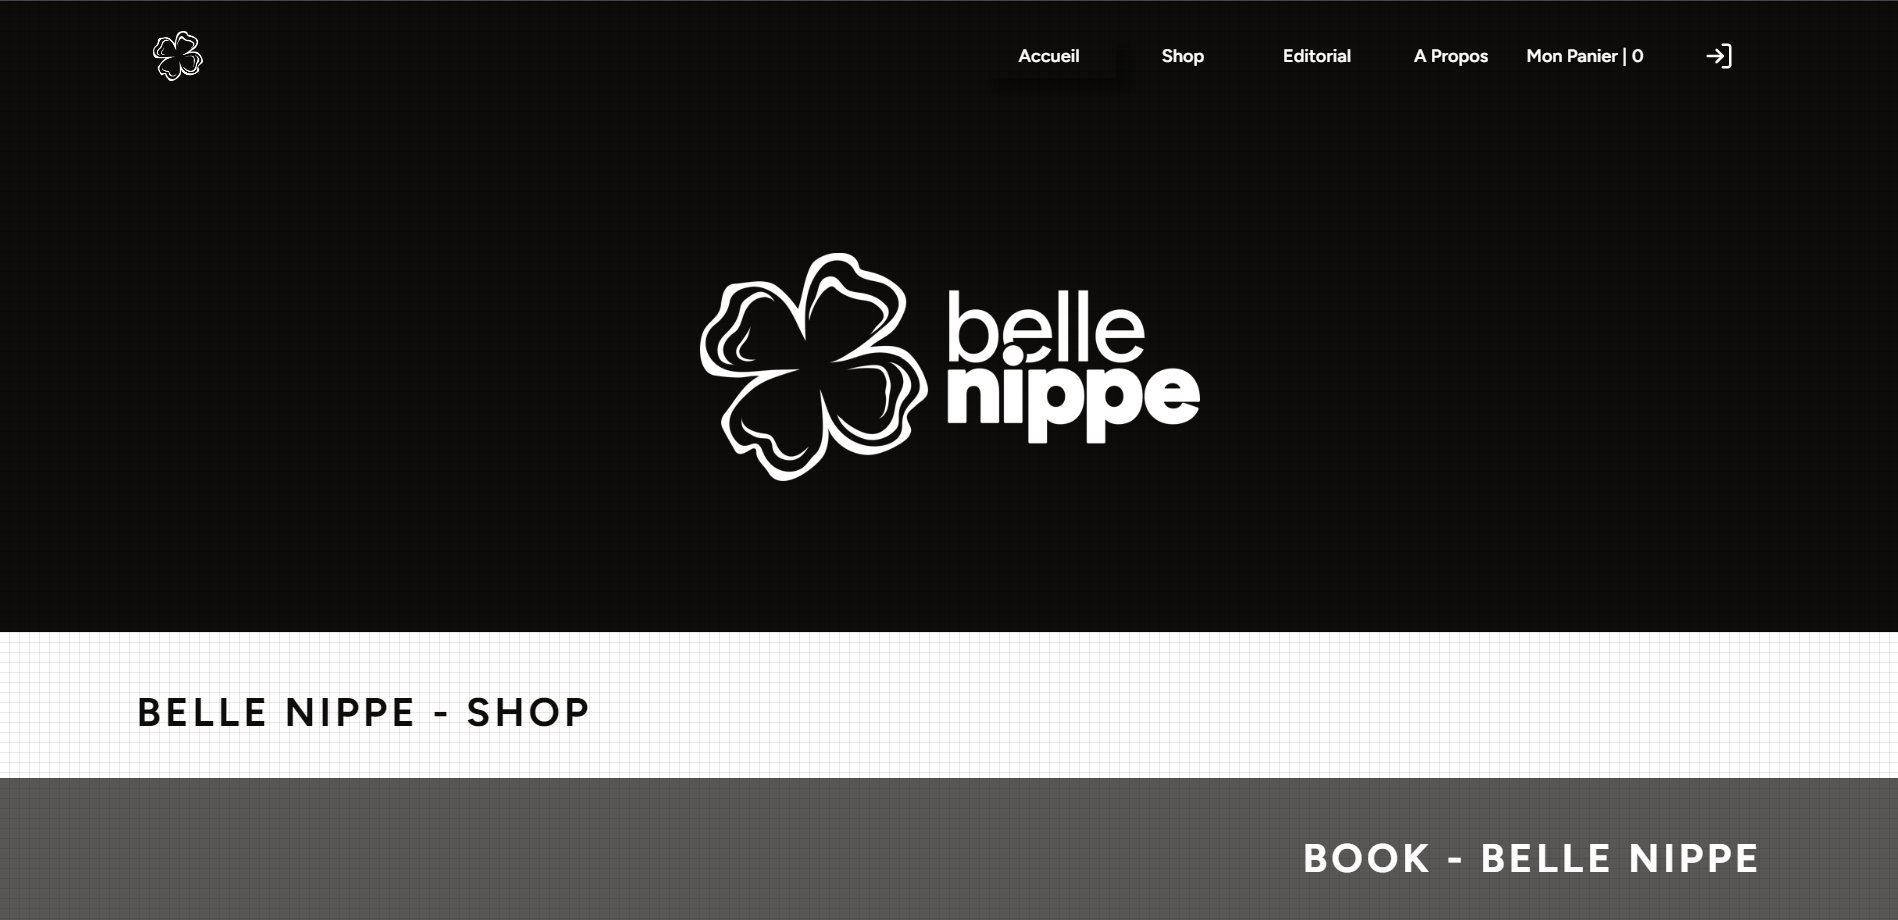 Accueil Shop Editorial A Propos Mon Panier | 0
belle
nippe
BELLE NIPPE - SHOP
BOOK - BELLE NIPPE